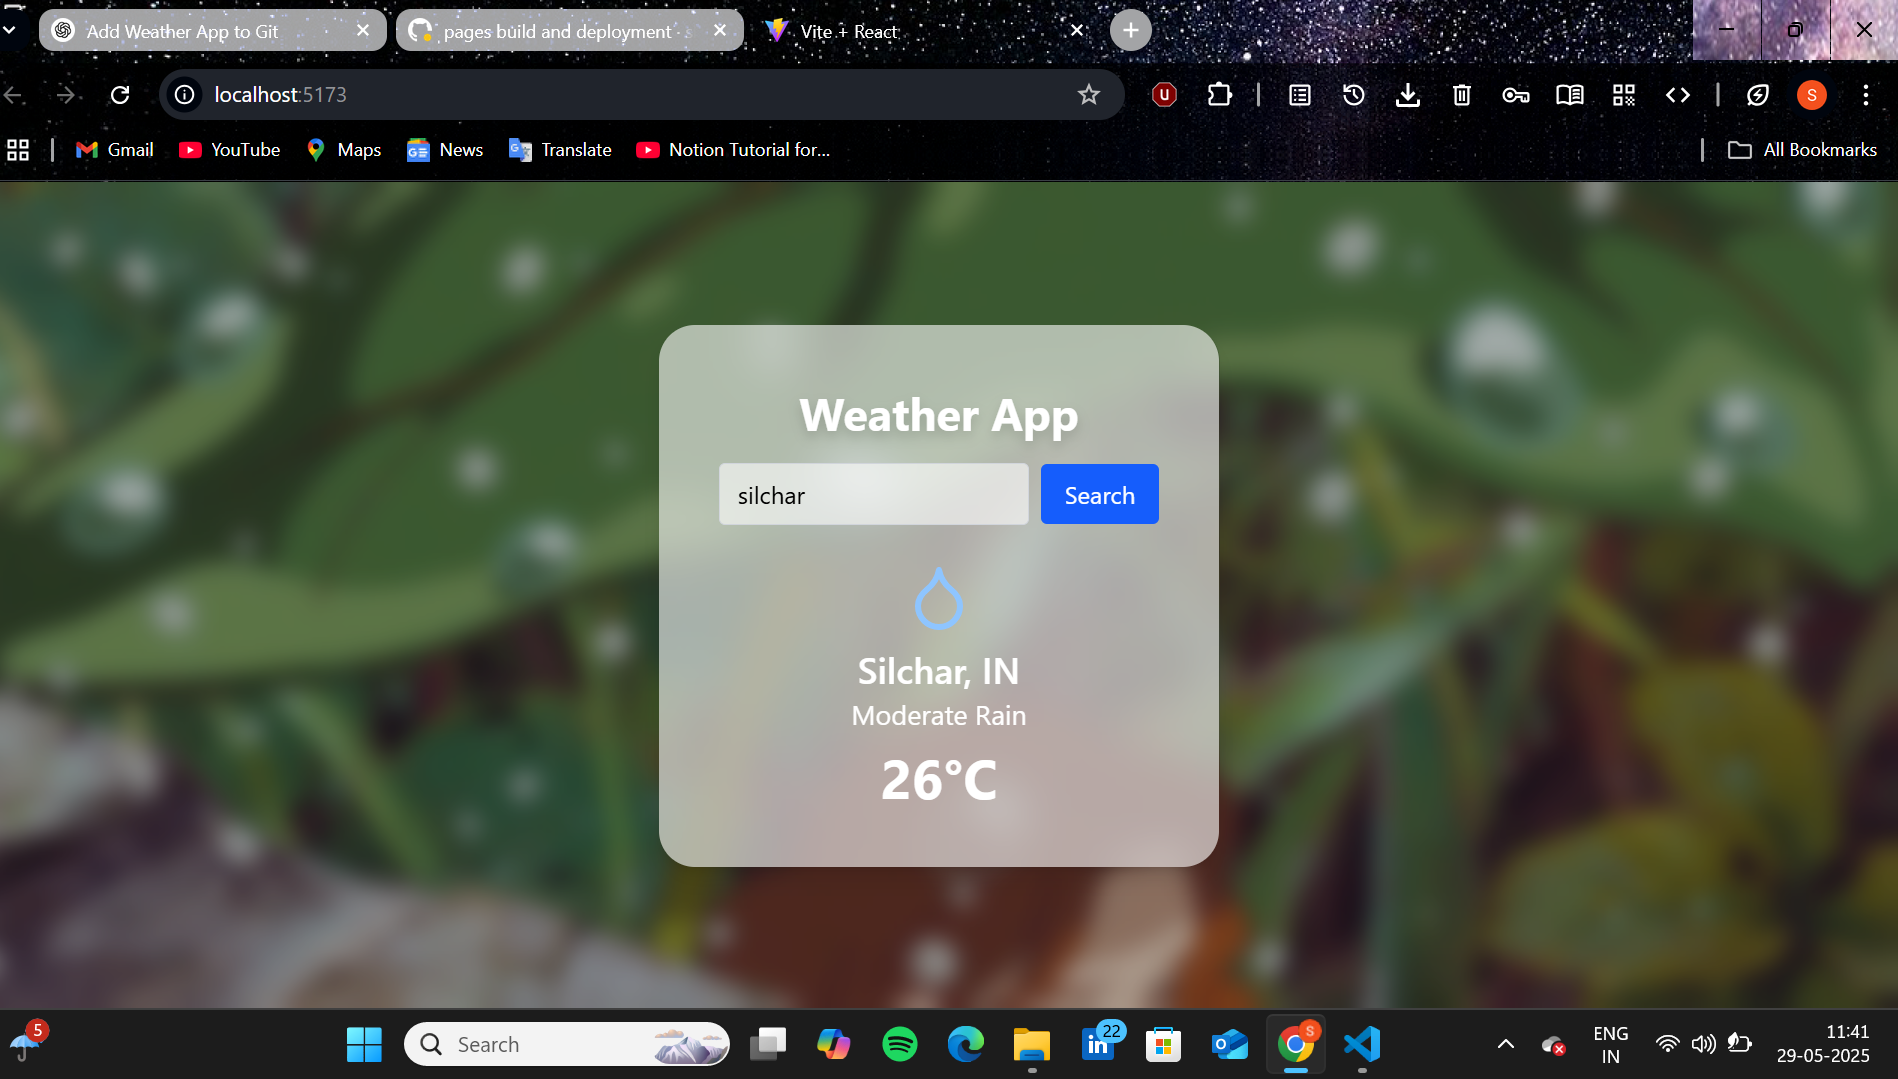 Add Weather App to Git
pages build and deployment · s
Vite + React
localhost:5173
U
S
Gmail
YouTube
Maps
News
Translate
Notion Tutorial for...
All Bookmarks
Weather App
silchar
Search
Silchar, IN
Moderate Rain
26°C
5
Search
22
S
ENG
IN
11:41
29-05-2025